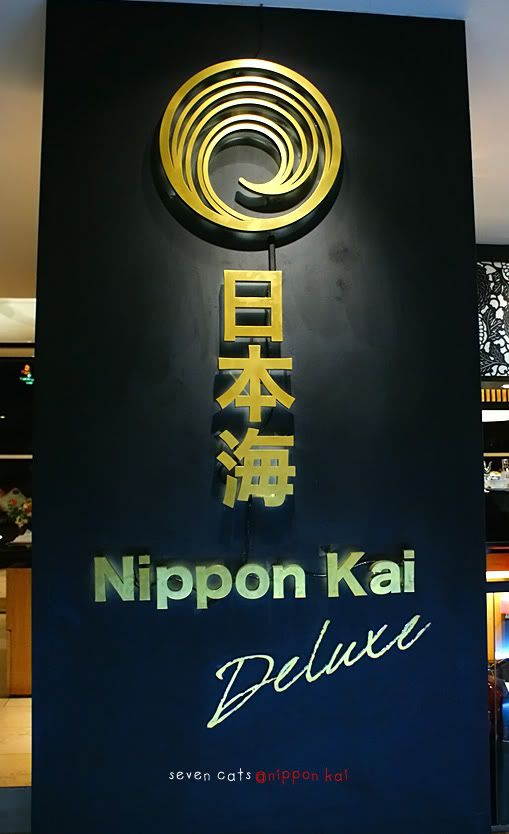 日本海
Nippon Kai
Deluxe
seven cats@nippon kai